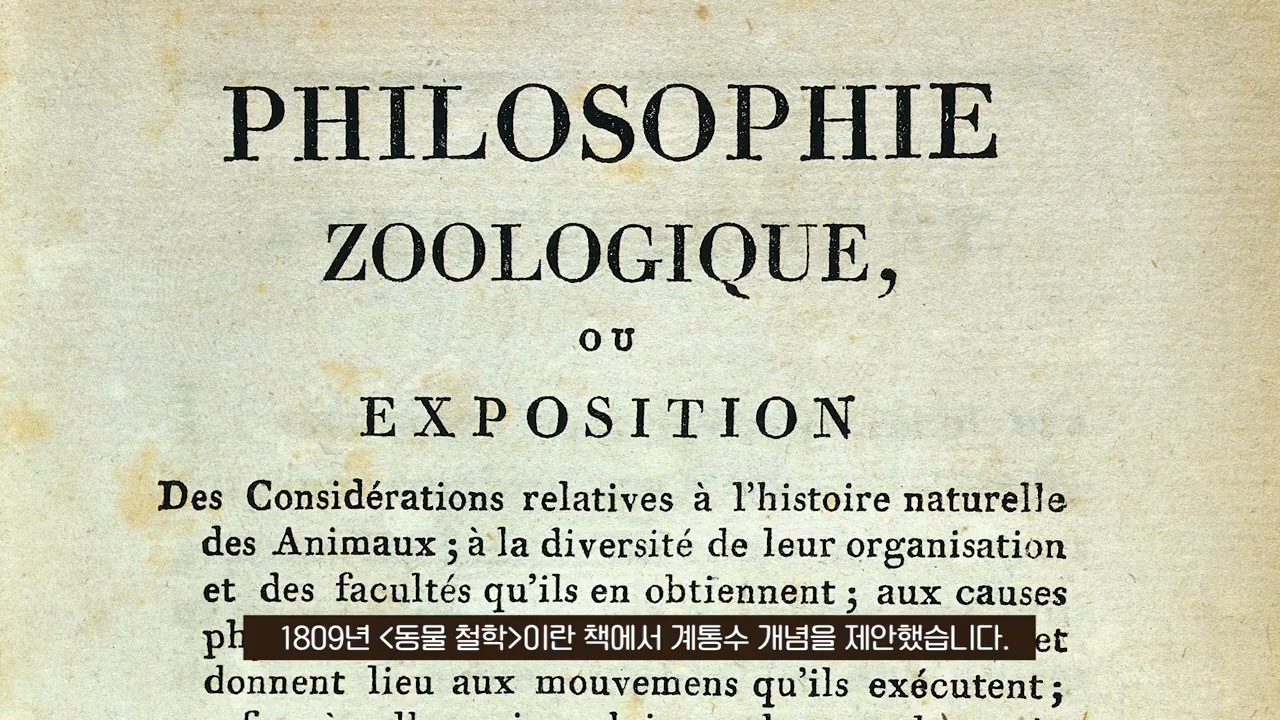 PHILOSOPHIE
ZOOLOGIQUE,
OU
EXPOSITION
Des Considérations relatives à l'histoire naturelle
des Animaux ; à la diversité de leur organisation
et des facultés qu'ils en obtiennent ; aux causes
et
1809년 <동물 철학>이란 책에서 계통수 개념을 제안했습니다.
donnent lieu aux mouvemens qu'ils exécutent ;